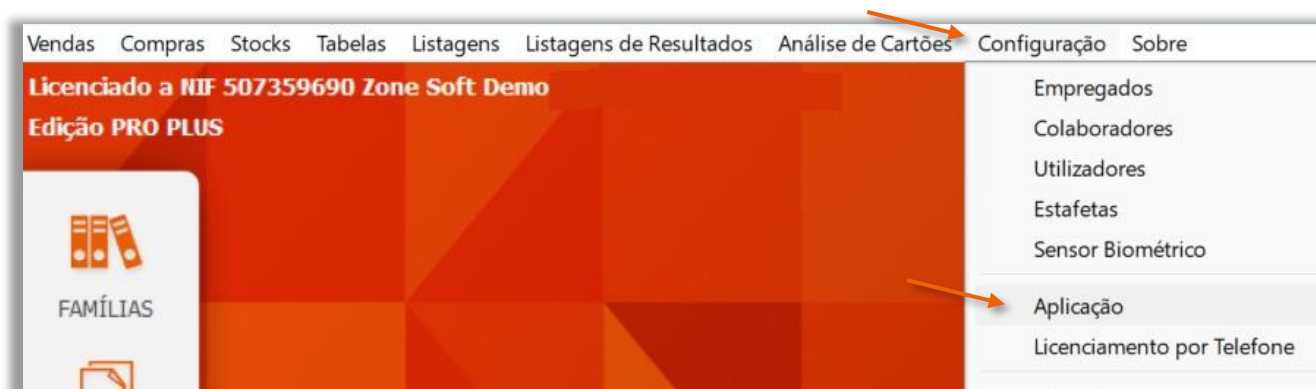 Vendas Compras Stocks Tabelas Listagens Listagens de Resultados Análise de Cartões Configuração Sobre
Licenciado a NIF 507359690 Zone Soft Demo
Edição PRO PLUS
FAMÍLIAS
Empregados
Colaboradores
Utilizadores
Estafetas
Sensor Biométrico
Aplicação
Licenciamento por Telefone